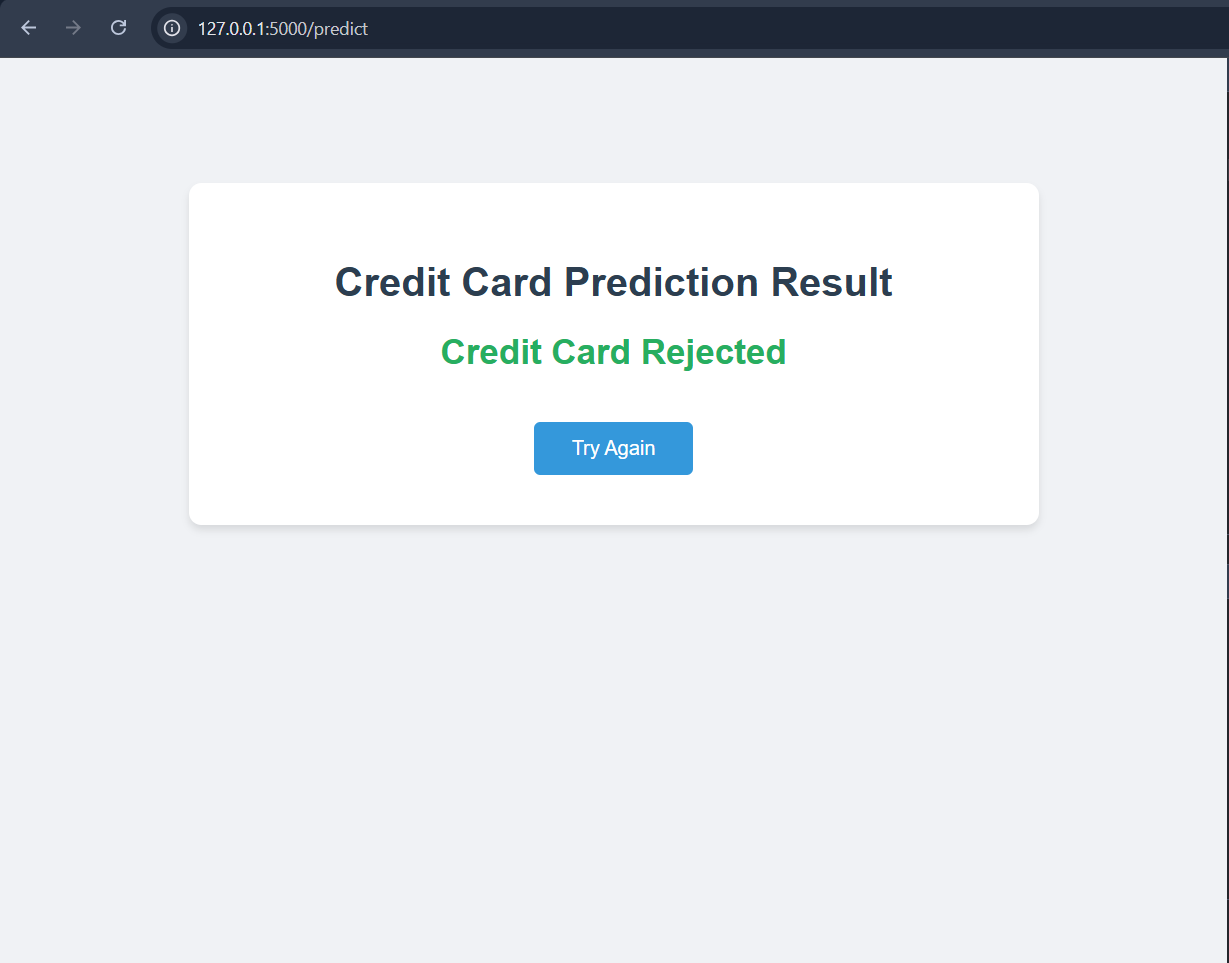 127.0.0.1:5000/predict
Credit Card Prediction Result
Credit Card Rejected
Try Again